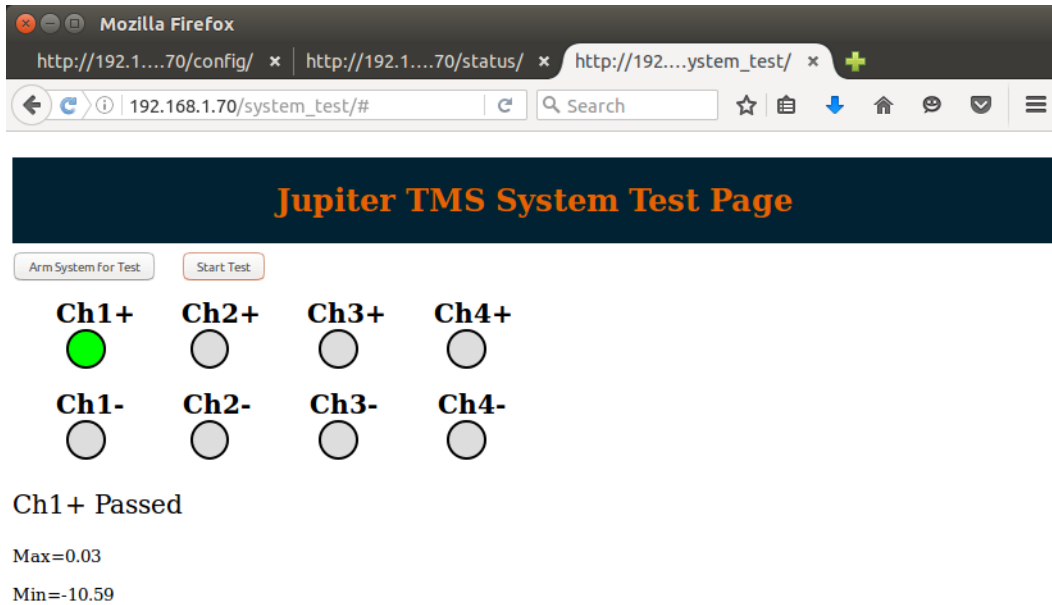 Mozilla Firefox
http://192.1....70/config/ × http://192.1....70/status/ × http://192....ystem_test/ ×
192.168.1.70/system_test/# Search
Jupiter TMS System Test Page
Arm System for Test Start Test
Ch1+ Ch2+ Ch3+ Ch4+
Ch1- Ch2- Ch3- Ch4-
Ch1+ Passed
Max=0.03
Min=-10.59